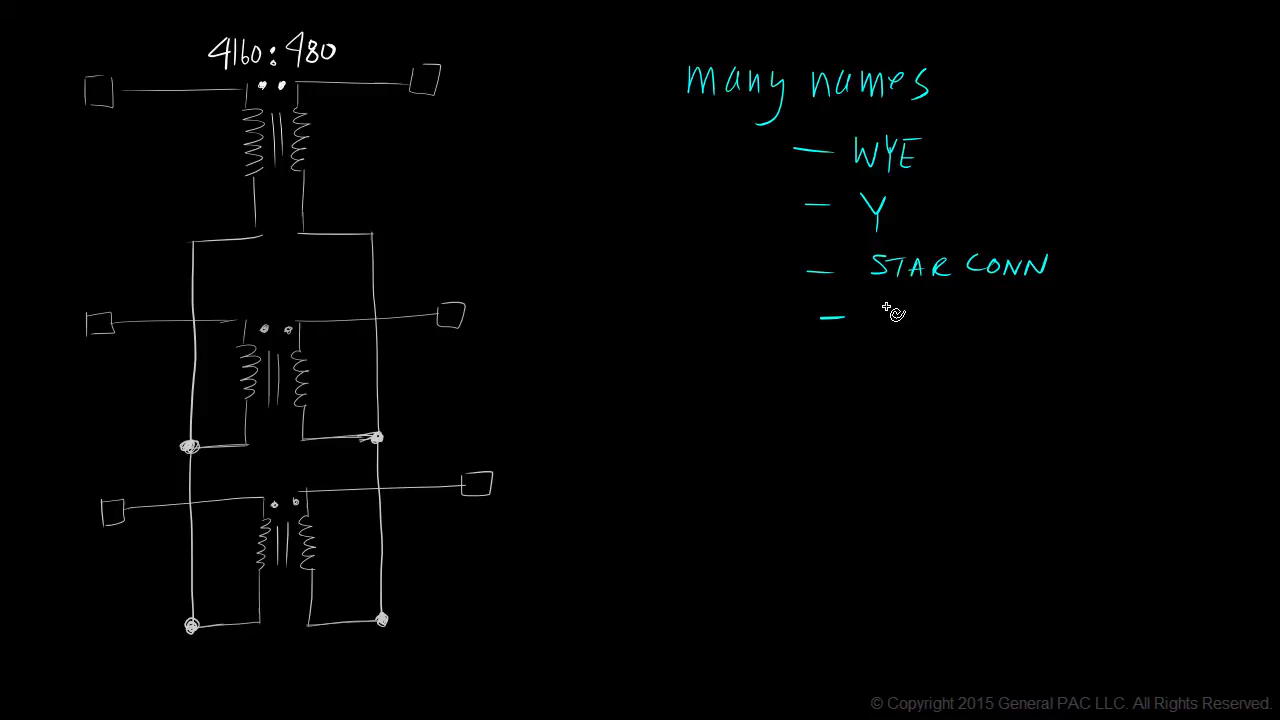 4160:480
many names
— WYE
— Y
— STAR CONN
—
© Copyright 2015 General PAC LLC. All Rights Reserved.